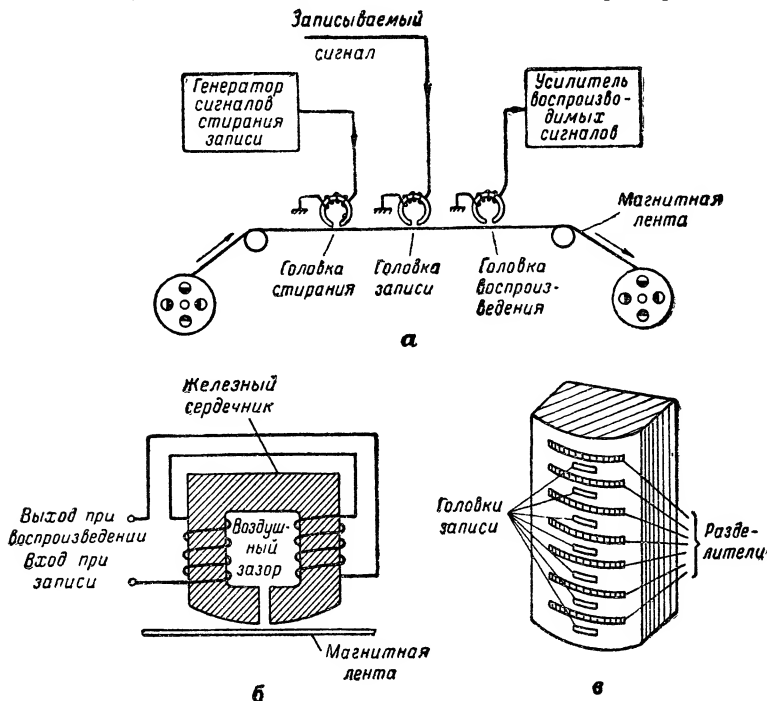 Записываемый
сигнал
Генератор
сигналов
стирания
записи
Усилитель
воспроизво-
димых
сигналов
Магнитная
лента
Головка
стирания
Головка
записи
Головка
воспроиз-
ведения
а
Железный
сердечник
Выход при
воспроизведении
Вход при
записи
Воздуш-
ный
зазор
Магнитная
лента
б
Головки
записи
Разде-
лители
в